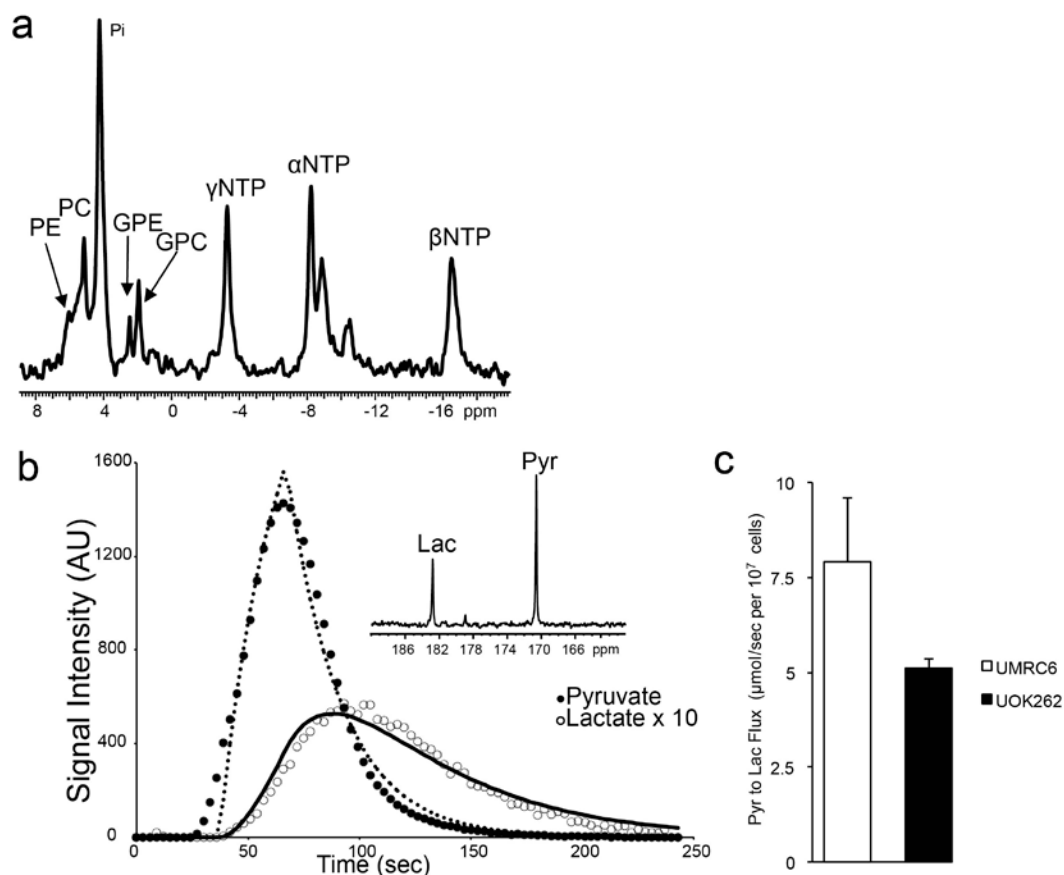 a
Pi
PE
PC
GPE
GPC
γNTP
αNTP
βNTP
8 4 0 -4 -8 -12 -16 ppm
b
Signal Intensity (AU)
1600
1200
800
400
0
0 50 100 150 200 250
Time (sec)
Lac
Pyr
186 182 178 174 170 166 ppm
Pyruvate
Lactate x 10
c
Pyr to Lac Flux (μmol/sec per 10⁷ cells)
10
7.5
5
2.5
0
UMRC6
UOK262